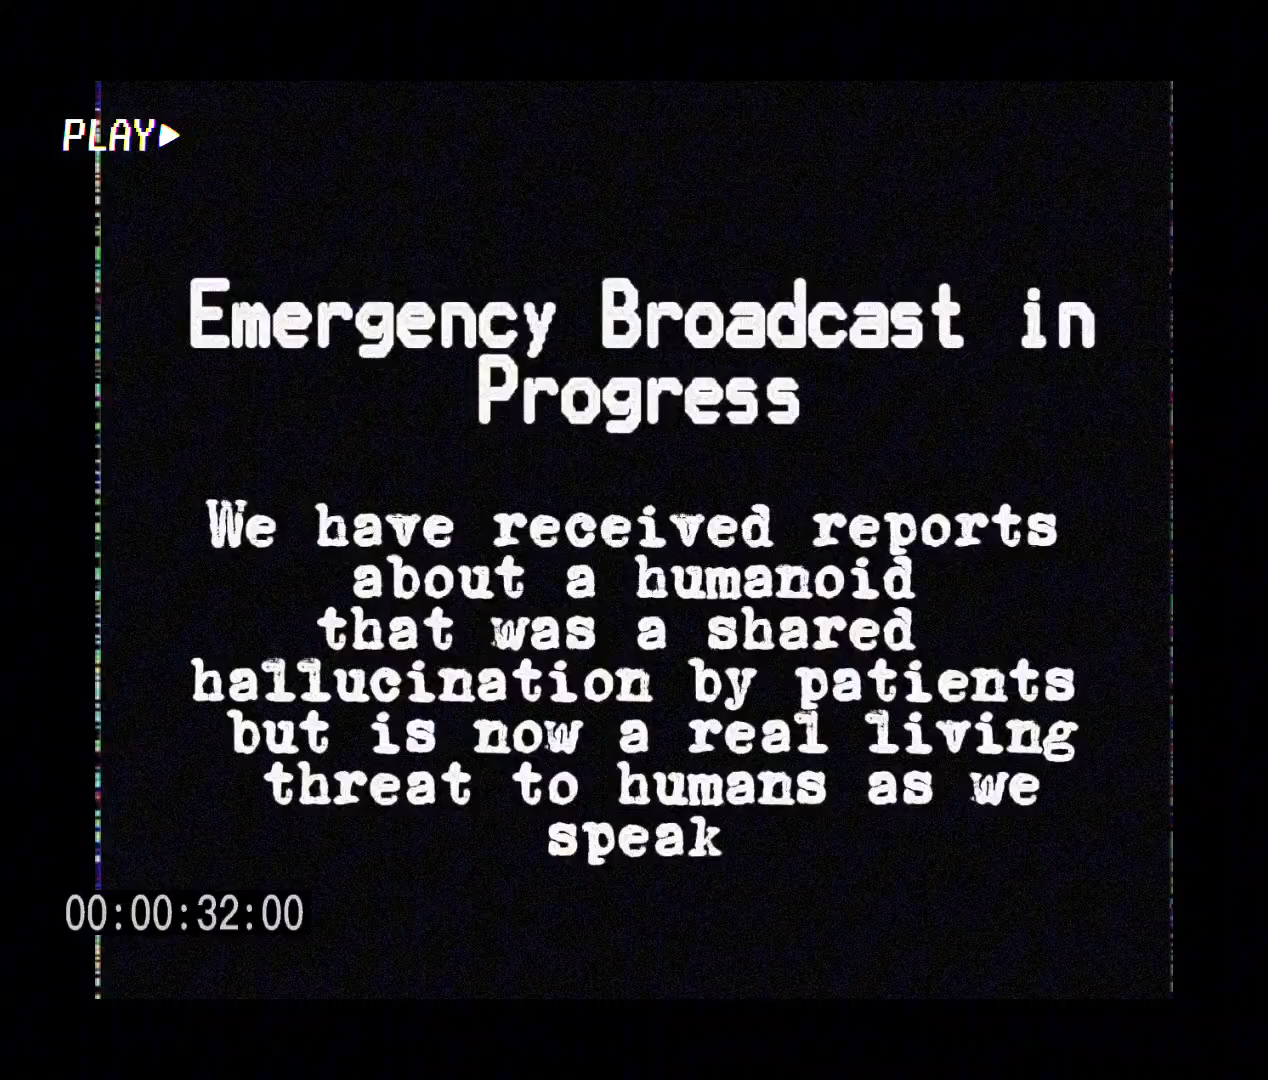 PLAY▶
Emergency Broadcast in
Progress
We have received reports
about a humanoid
that was a shared
hallucination by patients
but is now a real living
threat to humans as we
speak
00:00:32:00